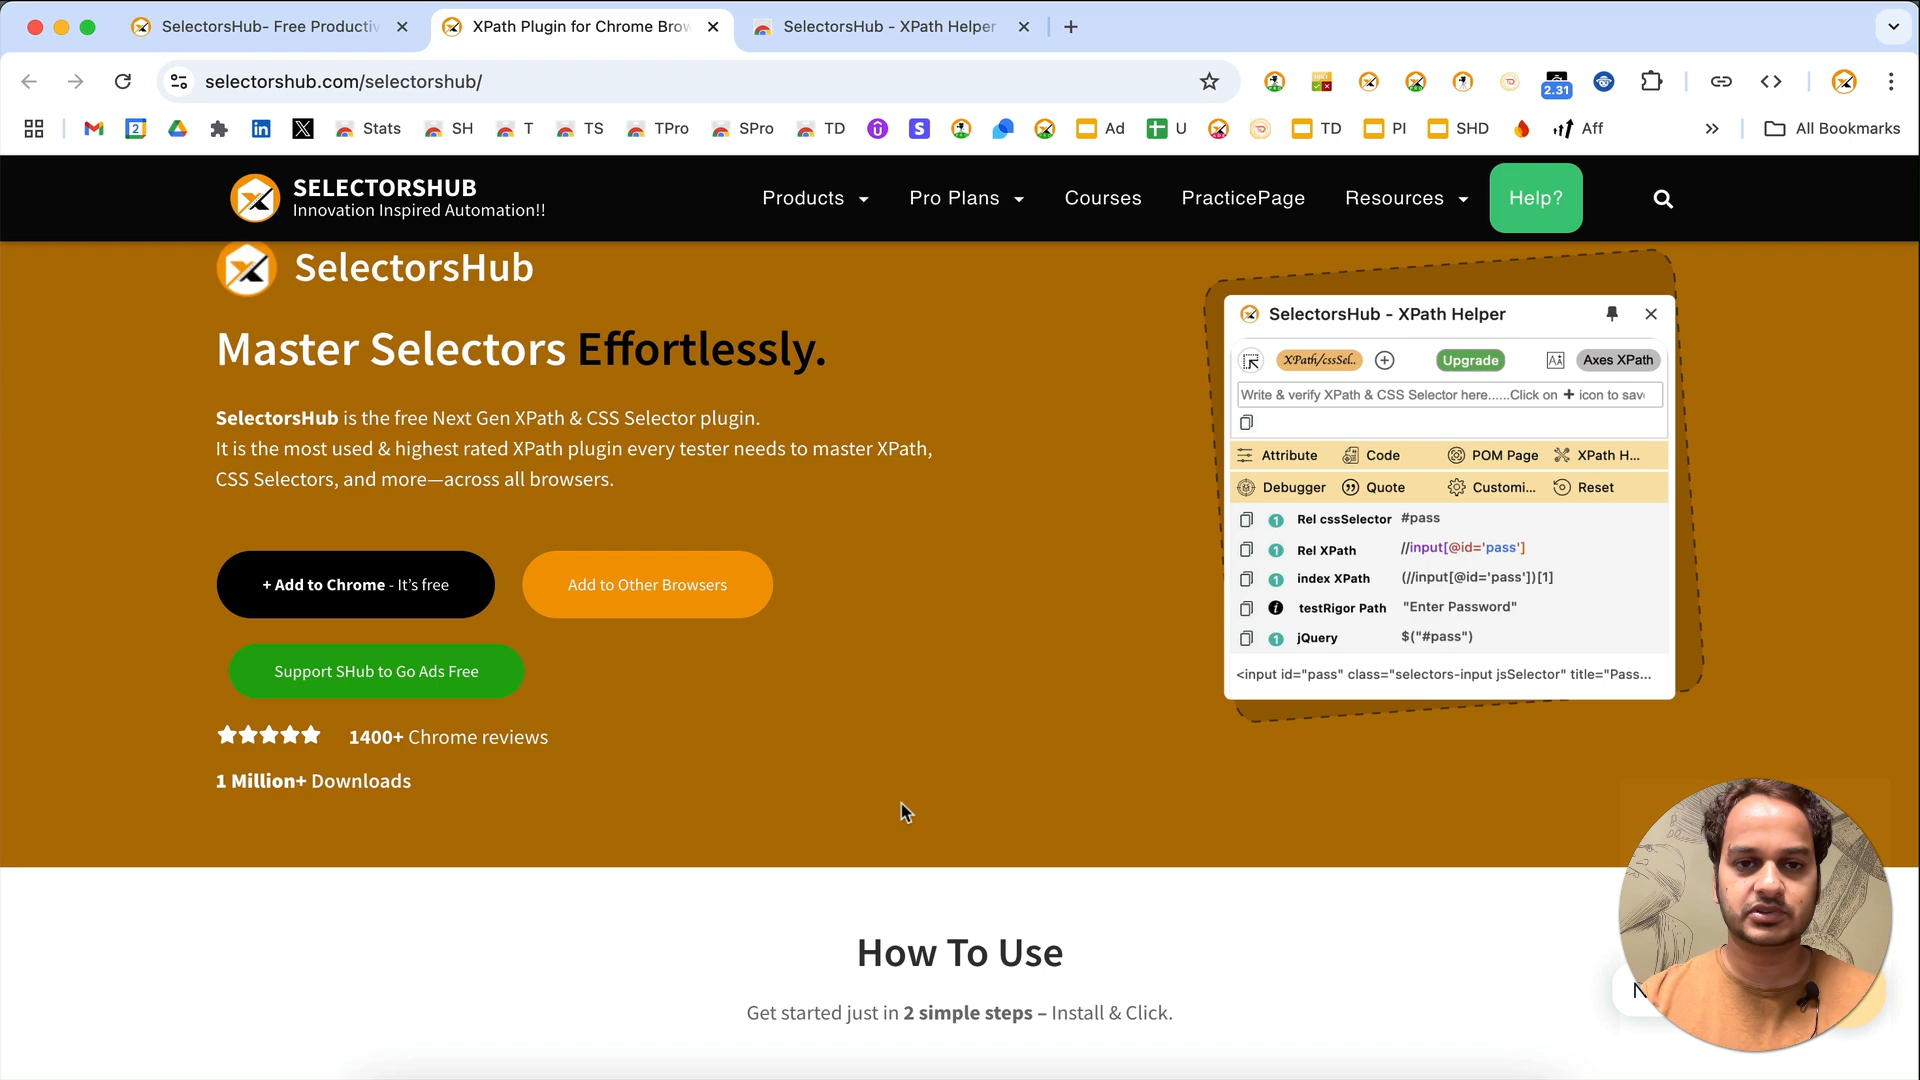 SelectorsHub- Free Productiv
XPath Plugin for Chrome Brow
SelectorsHub - XPath Helper
selectorshub.com/selectorshub/
2.31
2
Stats
SH
T
TS
TPro
SPro
TD
Ad
U
TD
PI
SHD
Aff
All Bookmarks
SELECTORSHUB
Innovation Inspired Automation!!
Products
Pro Plans
Courses
PracticePage
Resources
Help?
SelectorsHub
Master Selectors Effortlessly.
SelectorsHub is the free Next Gen XPath & CSS Selector plugin.
It is the most used & highest rated XPath plugin every tester needs to master XPath,
CSS Selectors, and more—across all browsers.
+ Add to Chrome - It's free
Add to Other Browsers
Support SHub to Go Ads Free
1400+ Chrome reviews
1 Million+ Downloads
SelectorsHub - XPath Helper
XPath/cssSel..
Upgrade
Axes XPath
Write & verify XPath & CSS Selector here......Click on + icon to save
Attribute
Code
POM Page
XPath H...
Debugger
Quote
Customi...
Reset
1 Rel cssSelector #pass
1 Rel XPath //input[@id='pass']
1 index XPath (//input[@id='pass'])[1]
i testRigor Path "Enter Password"
1 jQuery $("#pass")
<input id="pass" class="selectors-input jsSelector" title="Pass...
How To Use
Get started just in 2 simple steps – Install & Click.